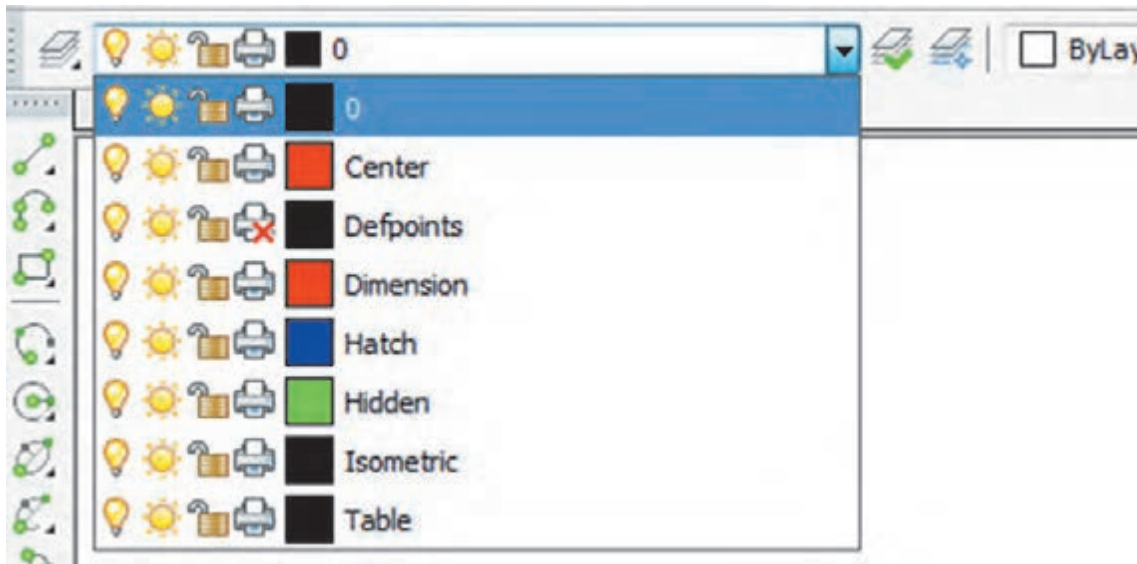 0
ByLay
0
Center
Defpoints
Dimension
Hatch
Hidden
Isometric
Table